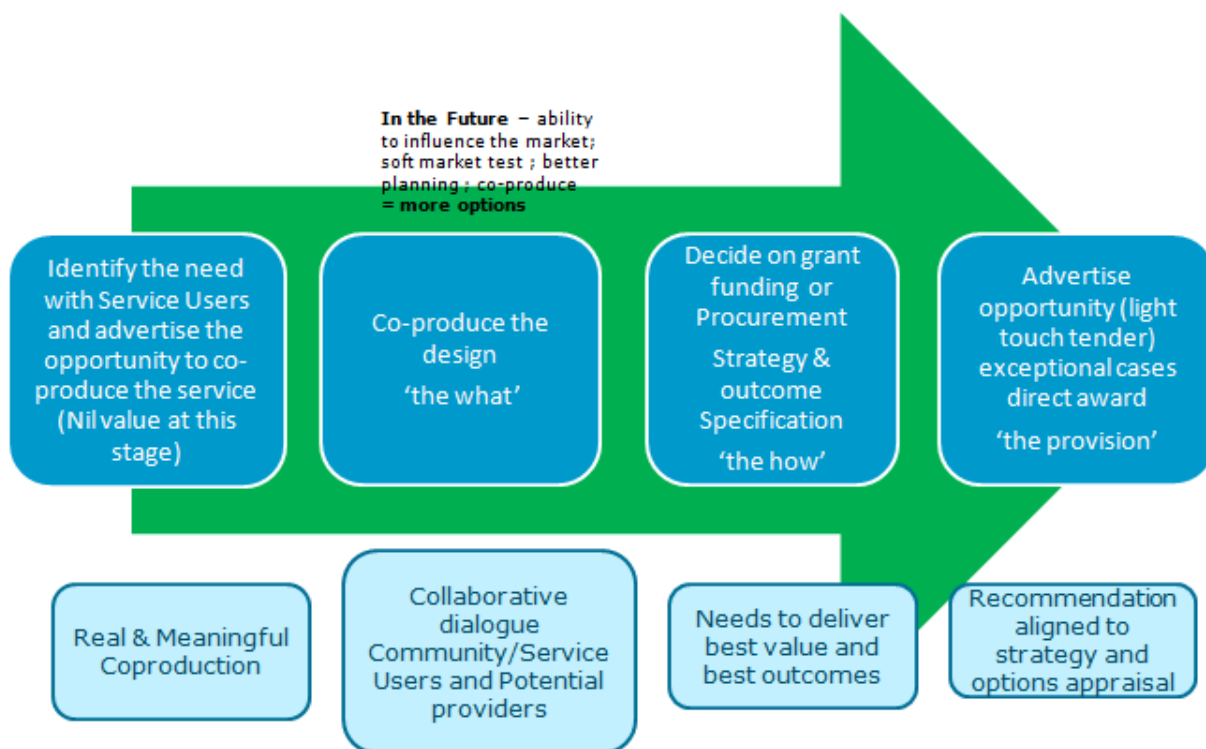 In the Future – ability
to influence the market;
soft market test ; better
planning ; co-produce
= more options
Identify the need
with Service Users
and advertise the
opportunity to co-
produce the service
(Nil value at this
stage)
Co-produce the
design
‘the what’
Decide on grant
funding or
Procurement
Strategy &
outcome
Specification
‘the how’
Advertise
opportunity (light
touch tender)
exceptional cases
direct award
‘the provision’
Real & Meaningful
Coproduction
Collaborative
dialogue
Community/Service
Users and Potential
providers
Needs to deliver
best value and
best outcomes
Recommendation
aligned to
strategy and
options appraisal